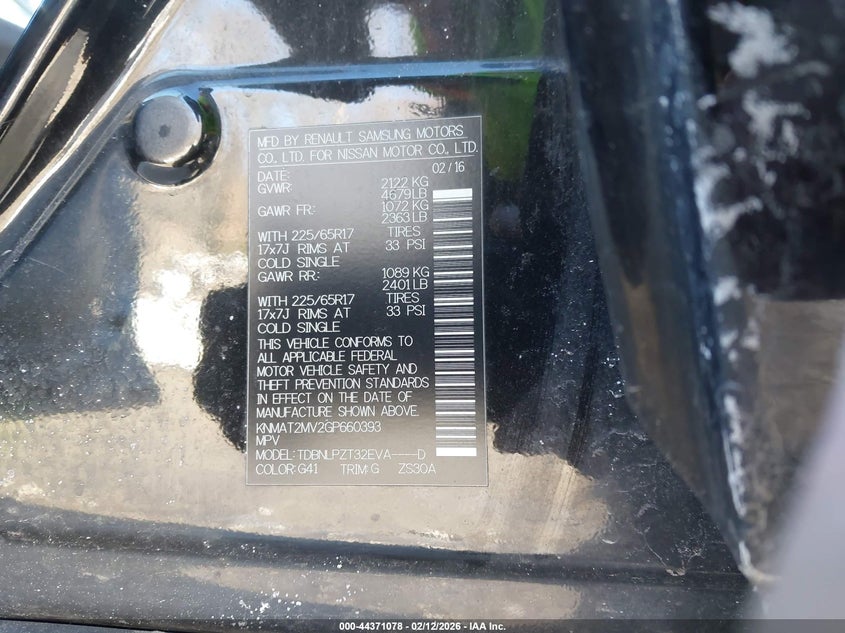 MFD BY RENAULT SAMSUNG MOTORS
CO., LTD. FOR NISSAN MOTOR CO., LTD.
DATE: 02/16
GVWR: 2122 KG
4679 LB
GAWR FR: 1072 KG
2363 LB
WITH 225/65R17 TIRES
17x7J RIMS AT 33 PSI
COLD SINGLE
GAWR RR: 1089 KG
2401 LB
WITH 225/65R17 TIRES
17x7J RIMS AT 33 PSI
COLD SINGLE
THIS VEHICLE CONFORMS TO
ALL APPLICABLE FEDERAL
MOTOR VEHICLE SAFETY AND
THEFT PREVENTION STANDARDS
IN EFFECT ON THE DATE OF
MANUFACTURE SHOWN ABOVE.
KNMAT2MV2GP660393
MPV
MODEL: TDBNLPZT32EVA----D
COLOR: G41 TRIM: G ZS30A
000-44371078 - 02/12/2026 - IAA Inc.